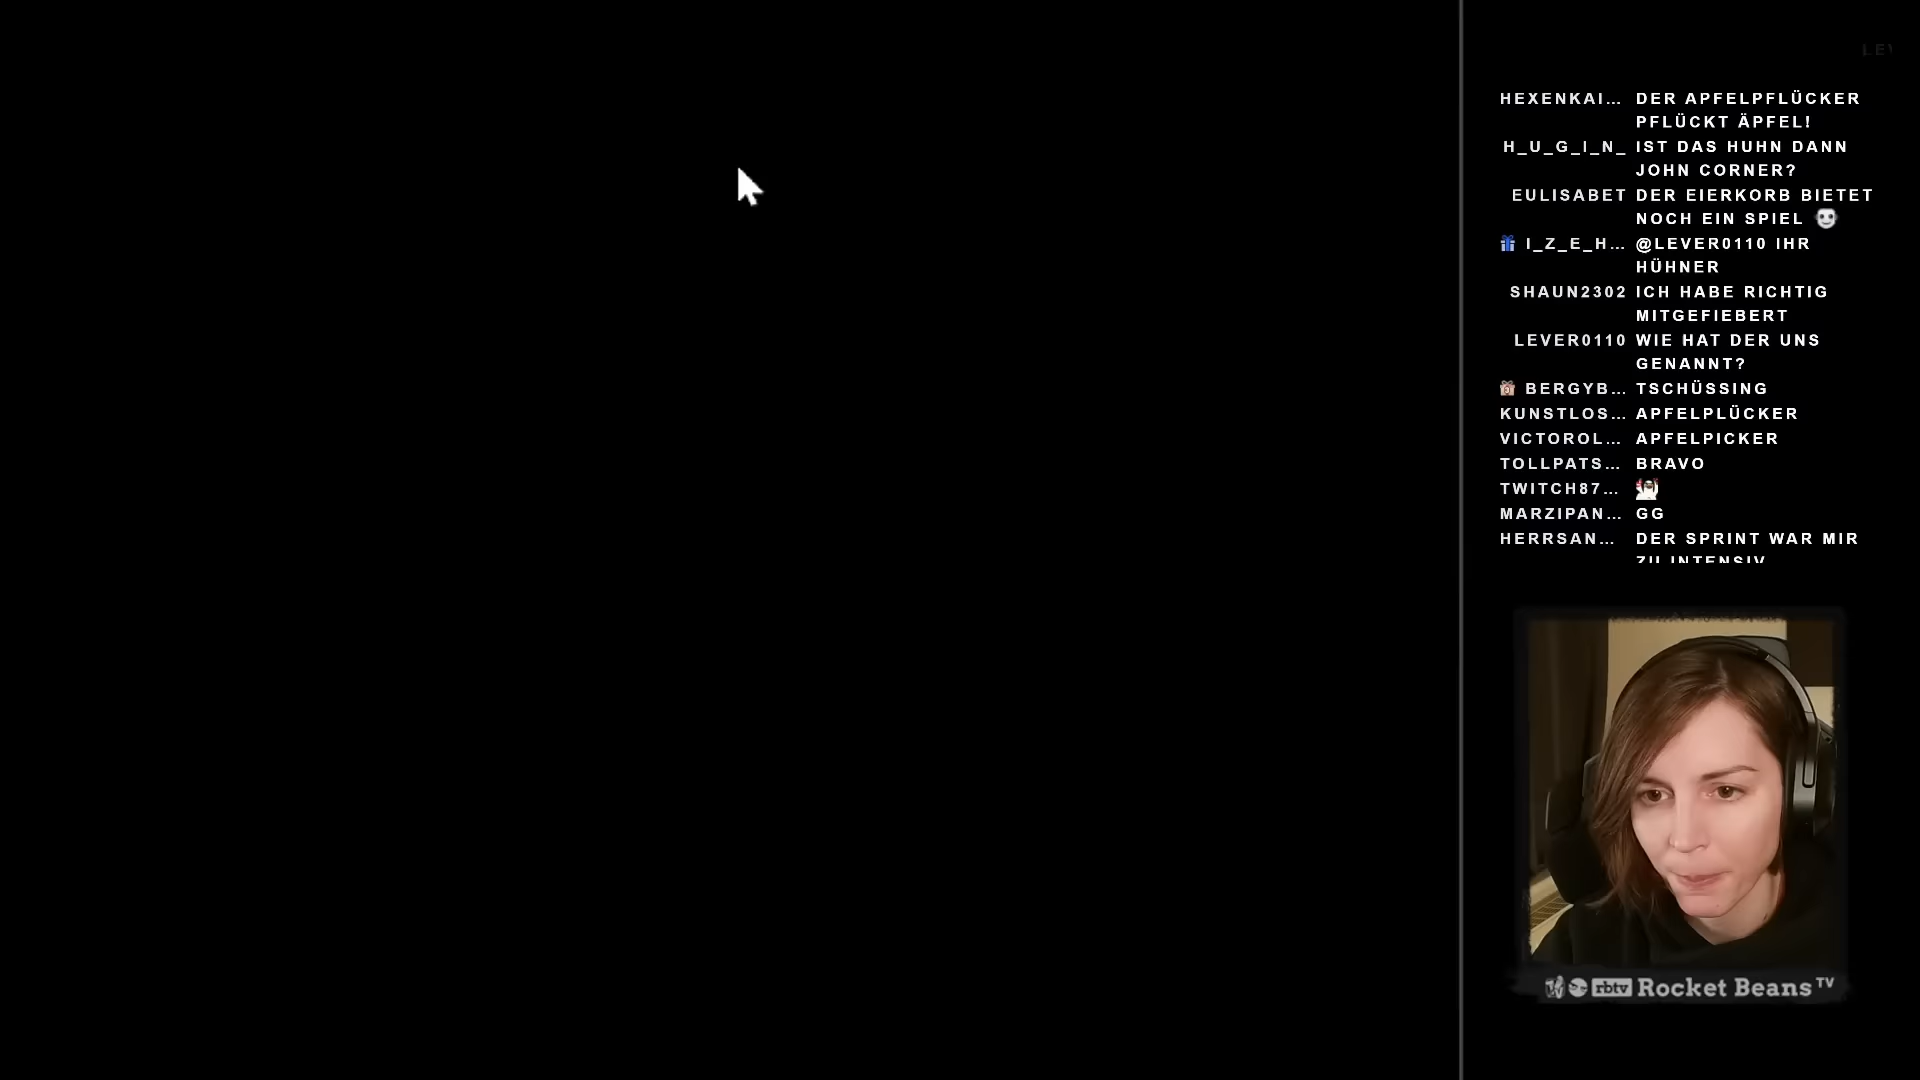 HEXENKAI... DER APFELPFLÜCKER
PFLÜCKT ÄPFEL!
H_U_G_I_N_ IST DAS HUHN DANN
JOHN CORNER?
EULISABET DER EIERKORB BIETET
NOCH EIN SPIEL
I_Z_E_H... @LEVER0110 IHR
HÜHNER
SHAUN2302 ICH HABE RICHTIG
MITGEFIEBERT
LEVER0110 WIE HAT DER UNS
GENANNT?
BERGYB... TSCHÜSSING
KUNSTLOS... APFELPLÜCKER
VICTOROL... APFELPICKER
TOLLPATS... BRAVO
TWITCH87...
MARZIPAN... GG
HERRSAN... DER SPRINT WAR MIR
ZU INTENSIV
rbtv Rocket Beans TV